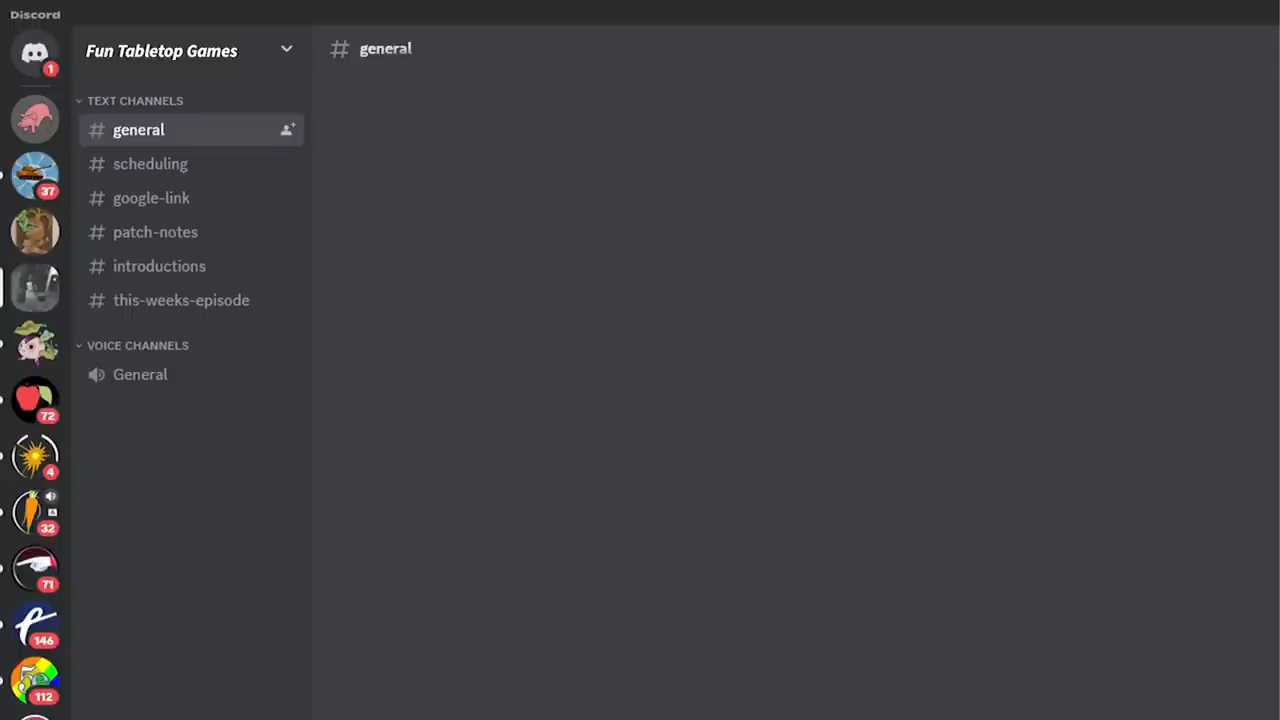 Discord
1
37
72
4
32
71
146
112
Fun Tabletop Games
TEXT CHANNELS
# general
# scheduling
# google-link
# patch-notes
# introductions
# this-weeks-episode
VOICE CHANNELS
General
# general